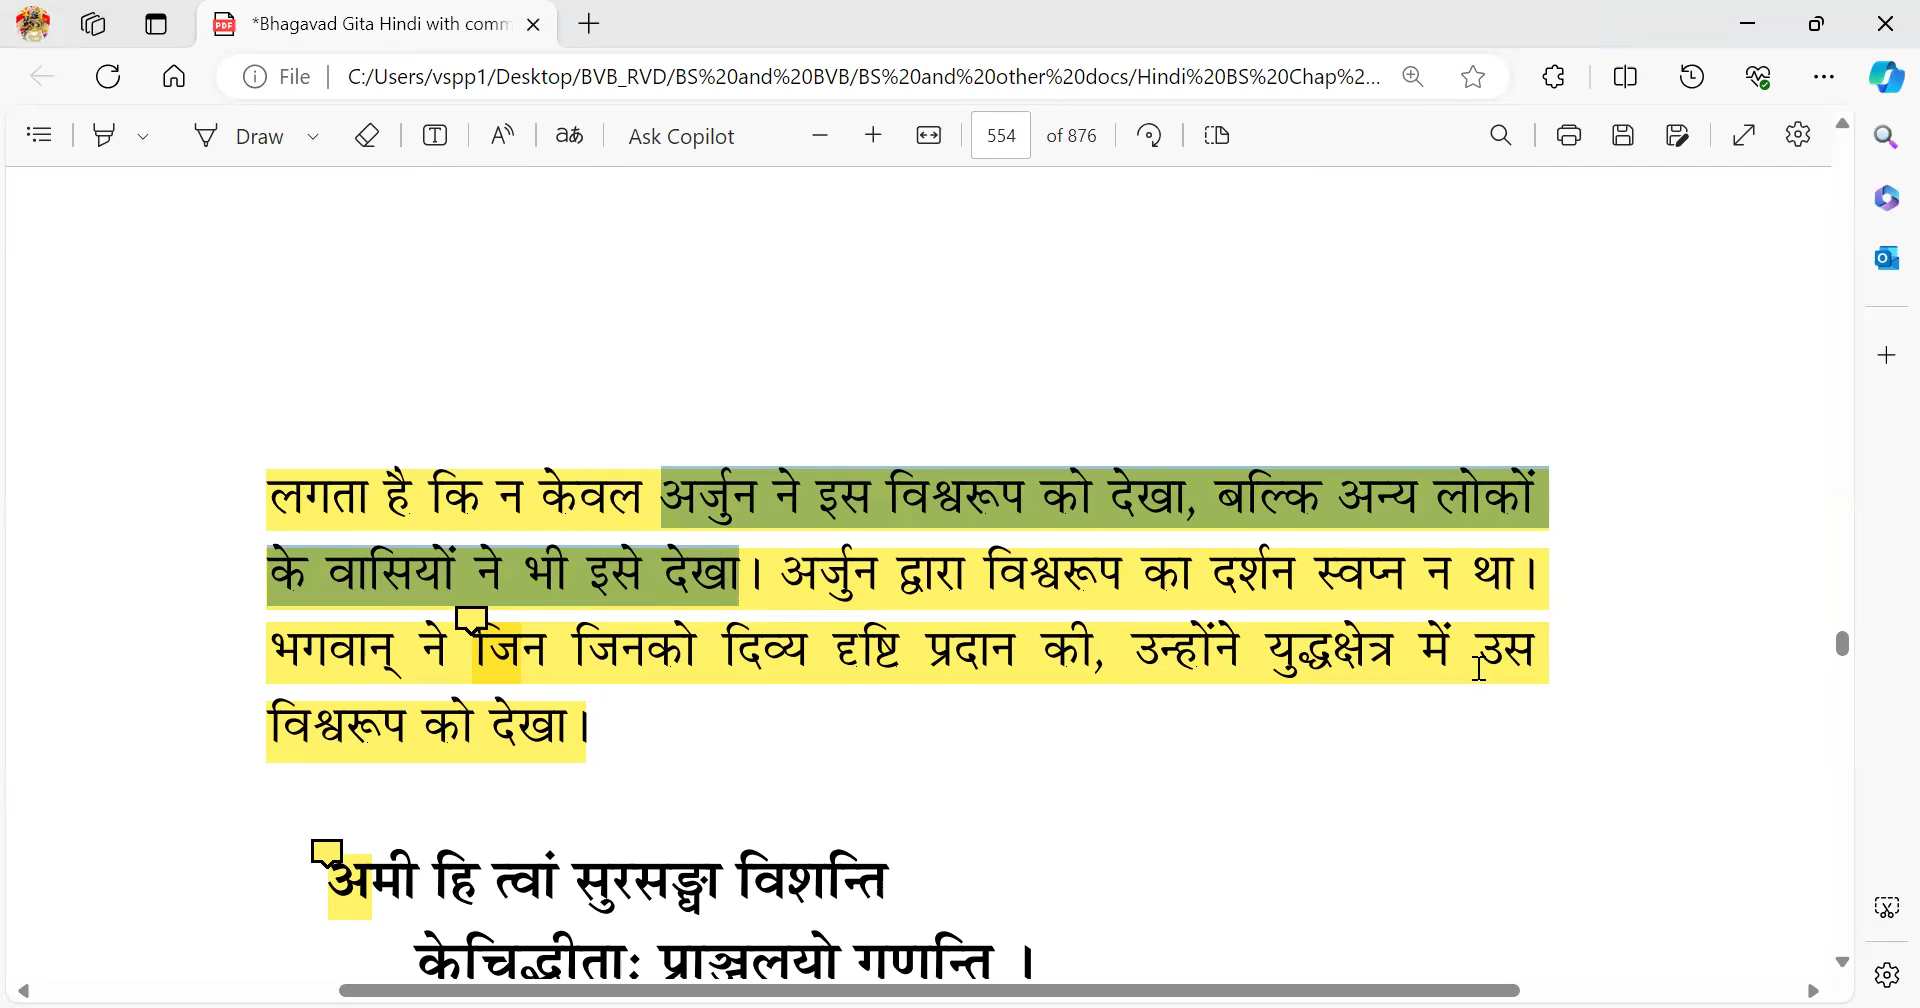 *Bhagavad Gita Hindi with comm
File
C:/Users/vspp1/Desktop/BVB_RVD/BS%20and%20BVB/BS%20and%20other%20docs/Hindi%20BS%20Chap%2...
Draw
aあ
Ask Copilot
554
of 876
लगता है कि न केवल अर्जुन ने इस विश्वरूप को देखा, बल्कि अन्य लोकों
के वासियों ने भी इसे देखा। अर्जुन द्वारा विश्वरूप का दर्शन स्वप्न न था।
भगवान् ने जिन जिनको दिव्य दृष्टि प्रदान की, उन्होंने युद्धक्षेत्र में उस
विश्वरूप को देखा।
अमी हि त्वां सुरसङ्घा विशन्ति
केचिद्भीताः प्राञ्जलयो गृणन्ति ।